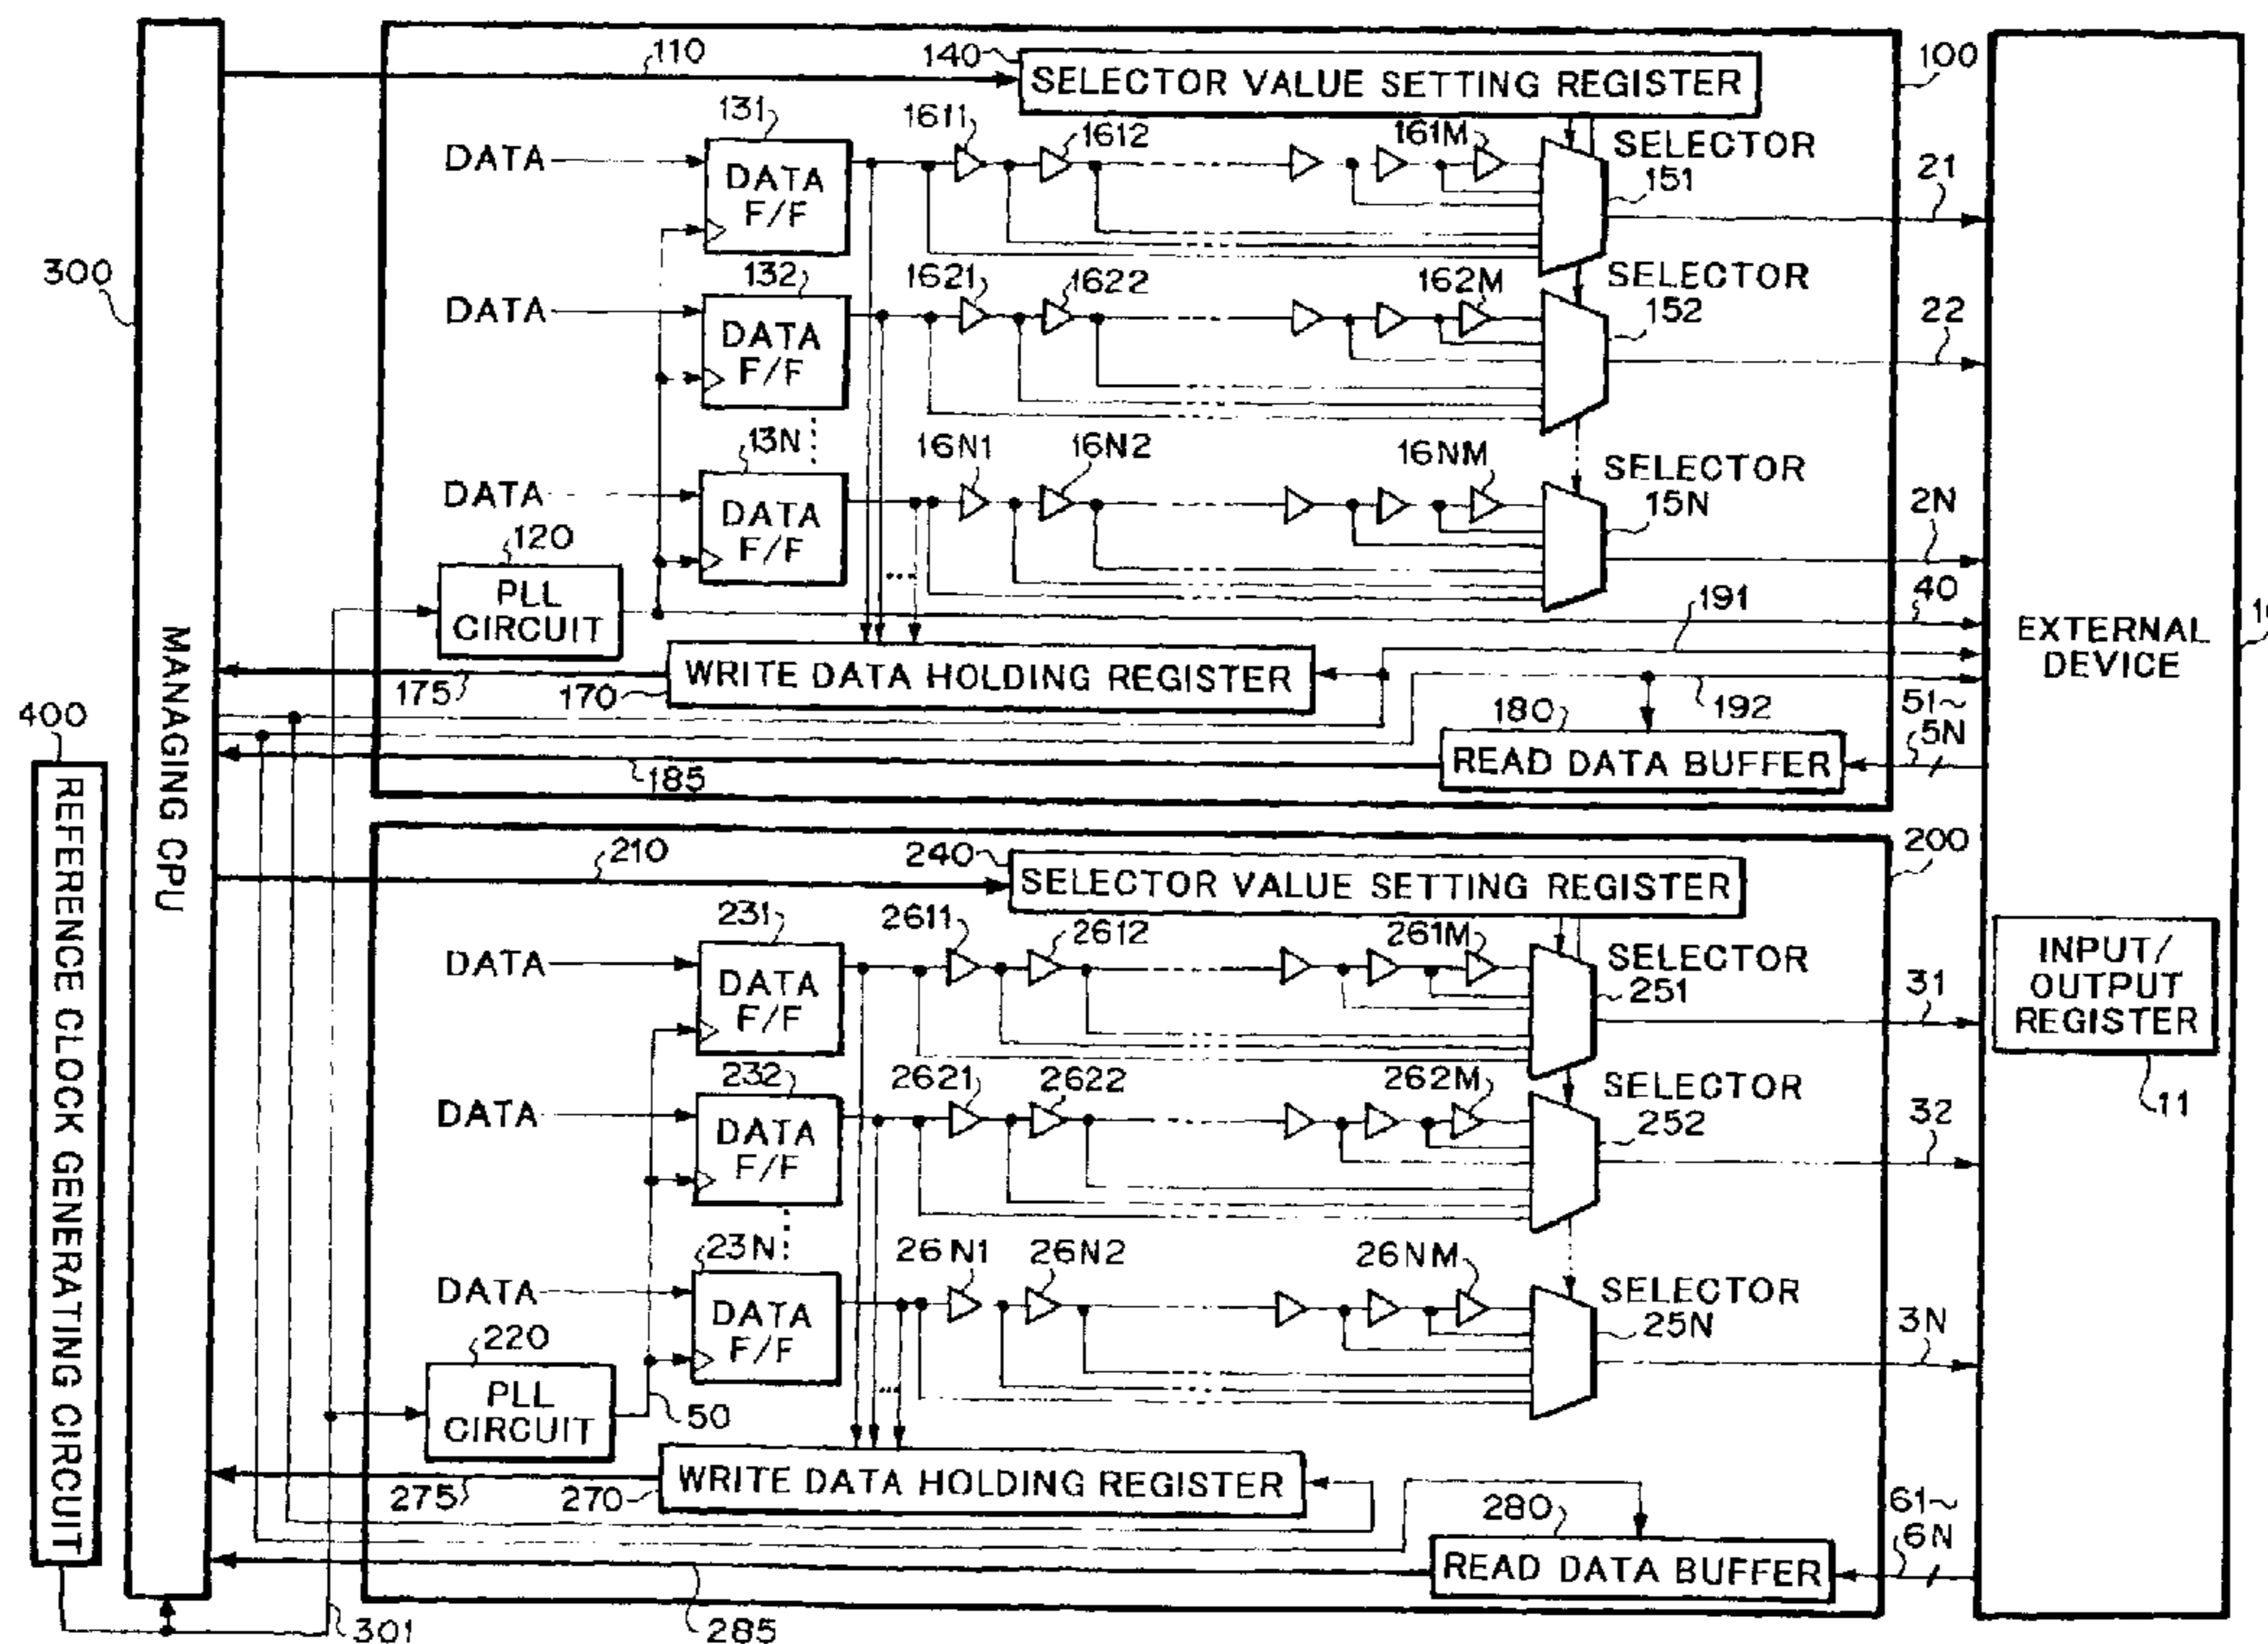 110
140
SELECTOR VALUE SETTING REGISTER
100
131
1611
1612
161M
SELECTOR
151
21
DATA
DATA
F/F
300
132
1621
1622
162M
SELECTOR
152
22
DATA
DATA
F/F
13N
16N1
16N2
16NM
SELECTOR
15N
2N
DATA
DATA
F/F
120
PLL
CIRCUIT
40
191
MANAGING CPU
EXTERNAL
DEVICE
WRITE DATA HOLDING REGISTER
175
170
192
400
180
51~
5N
READ DATA BUFFER
185
REFERENCE CLOCK GENERATING CIRCUIT
210
240
SELECTOR VALUE SETTING REGISTER
200
231
2611
2612
261M
SELECTOR
251
31
DATA
DATA
F/F
INPUT/
OUTPUT
REGISTER
11
232
2621
2622
262M
SELECTOR
252
32
DATA
DATA
F/F
23N
26N1
26N2
26NM
SELECTOR
25N
3N
DATA
DATA
F/F
220
PLL
CIRCUIT
50
WRITE DATA HOLDING REGISTER
275
270
280
61~
6N
READ DATA BUFFER
301
285